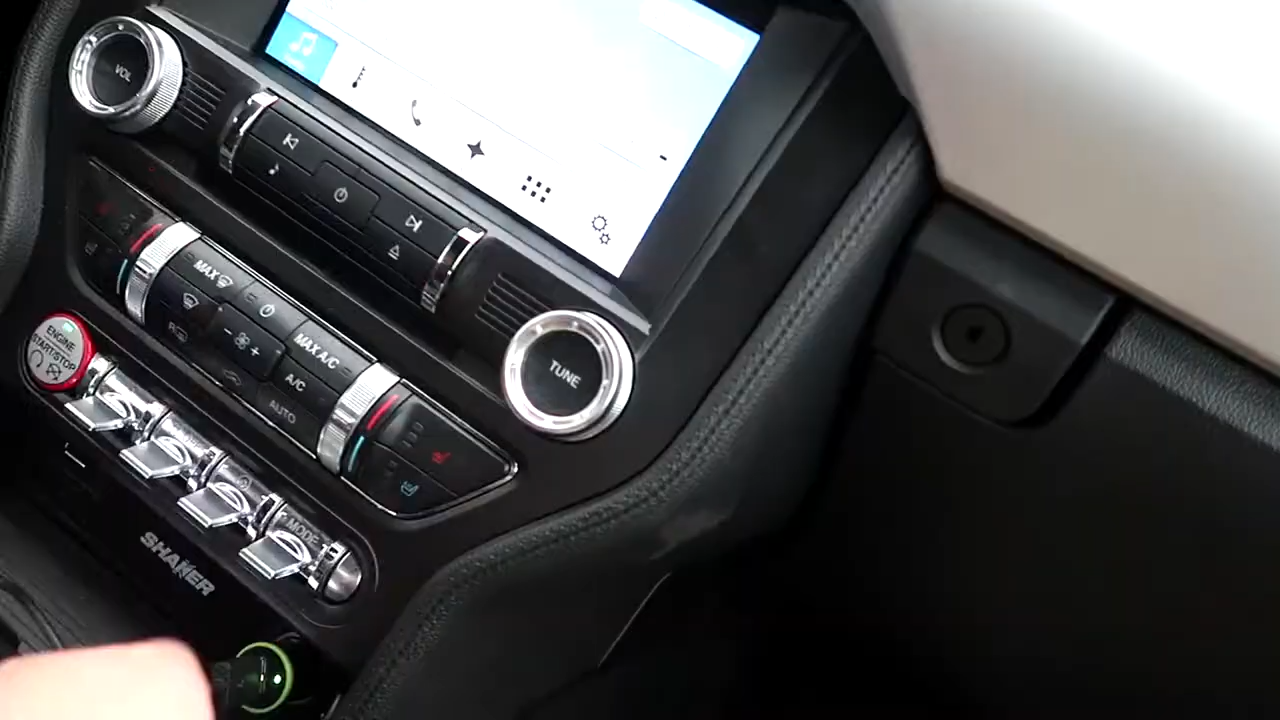 VOL
MAX
R
MAX A/C
A/C
AUTO
TUNE
ENGINE
START/STOP
MODE
SHAKER